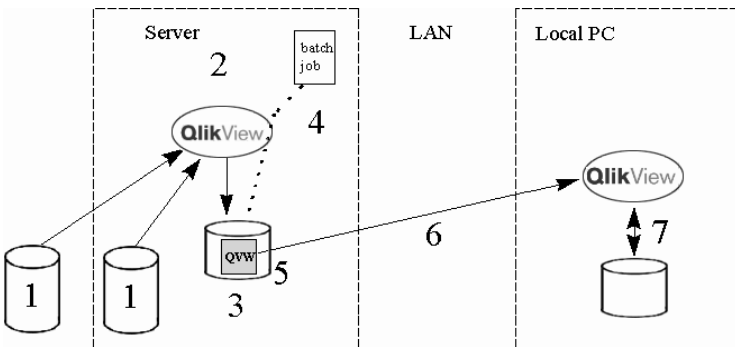 Server
LAN
Local PC
batch
job
2
4
QlikView
QlikView
1
1
QVW
5
3
6
7